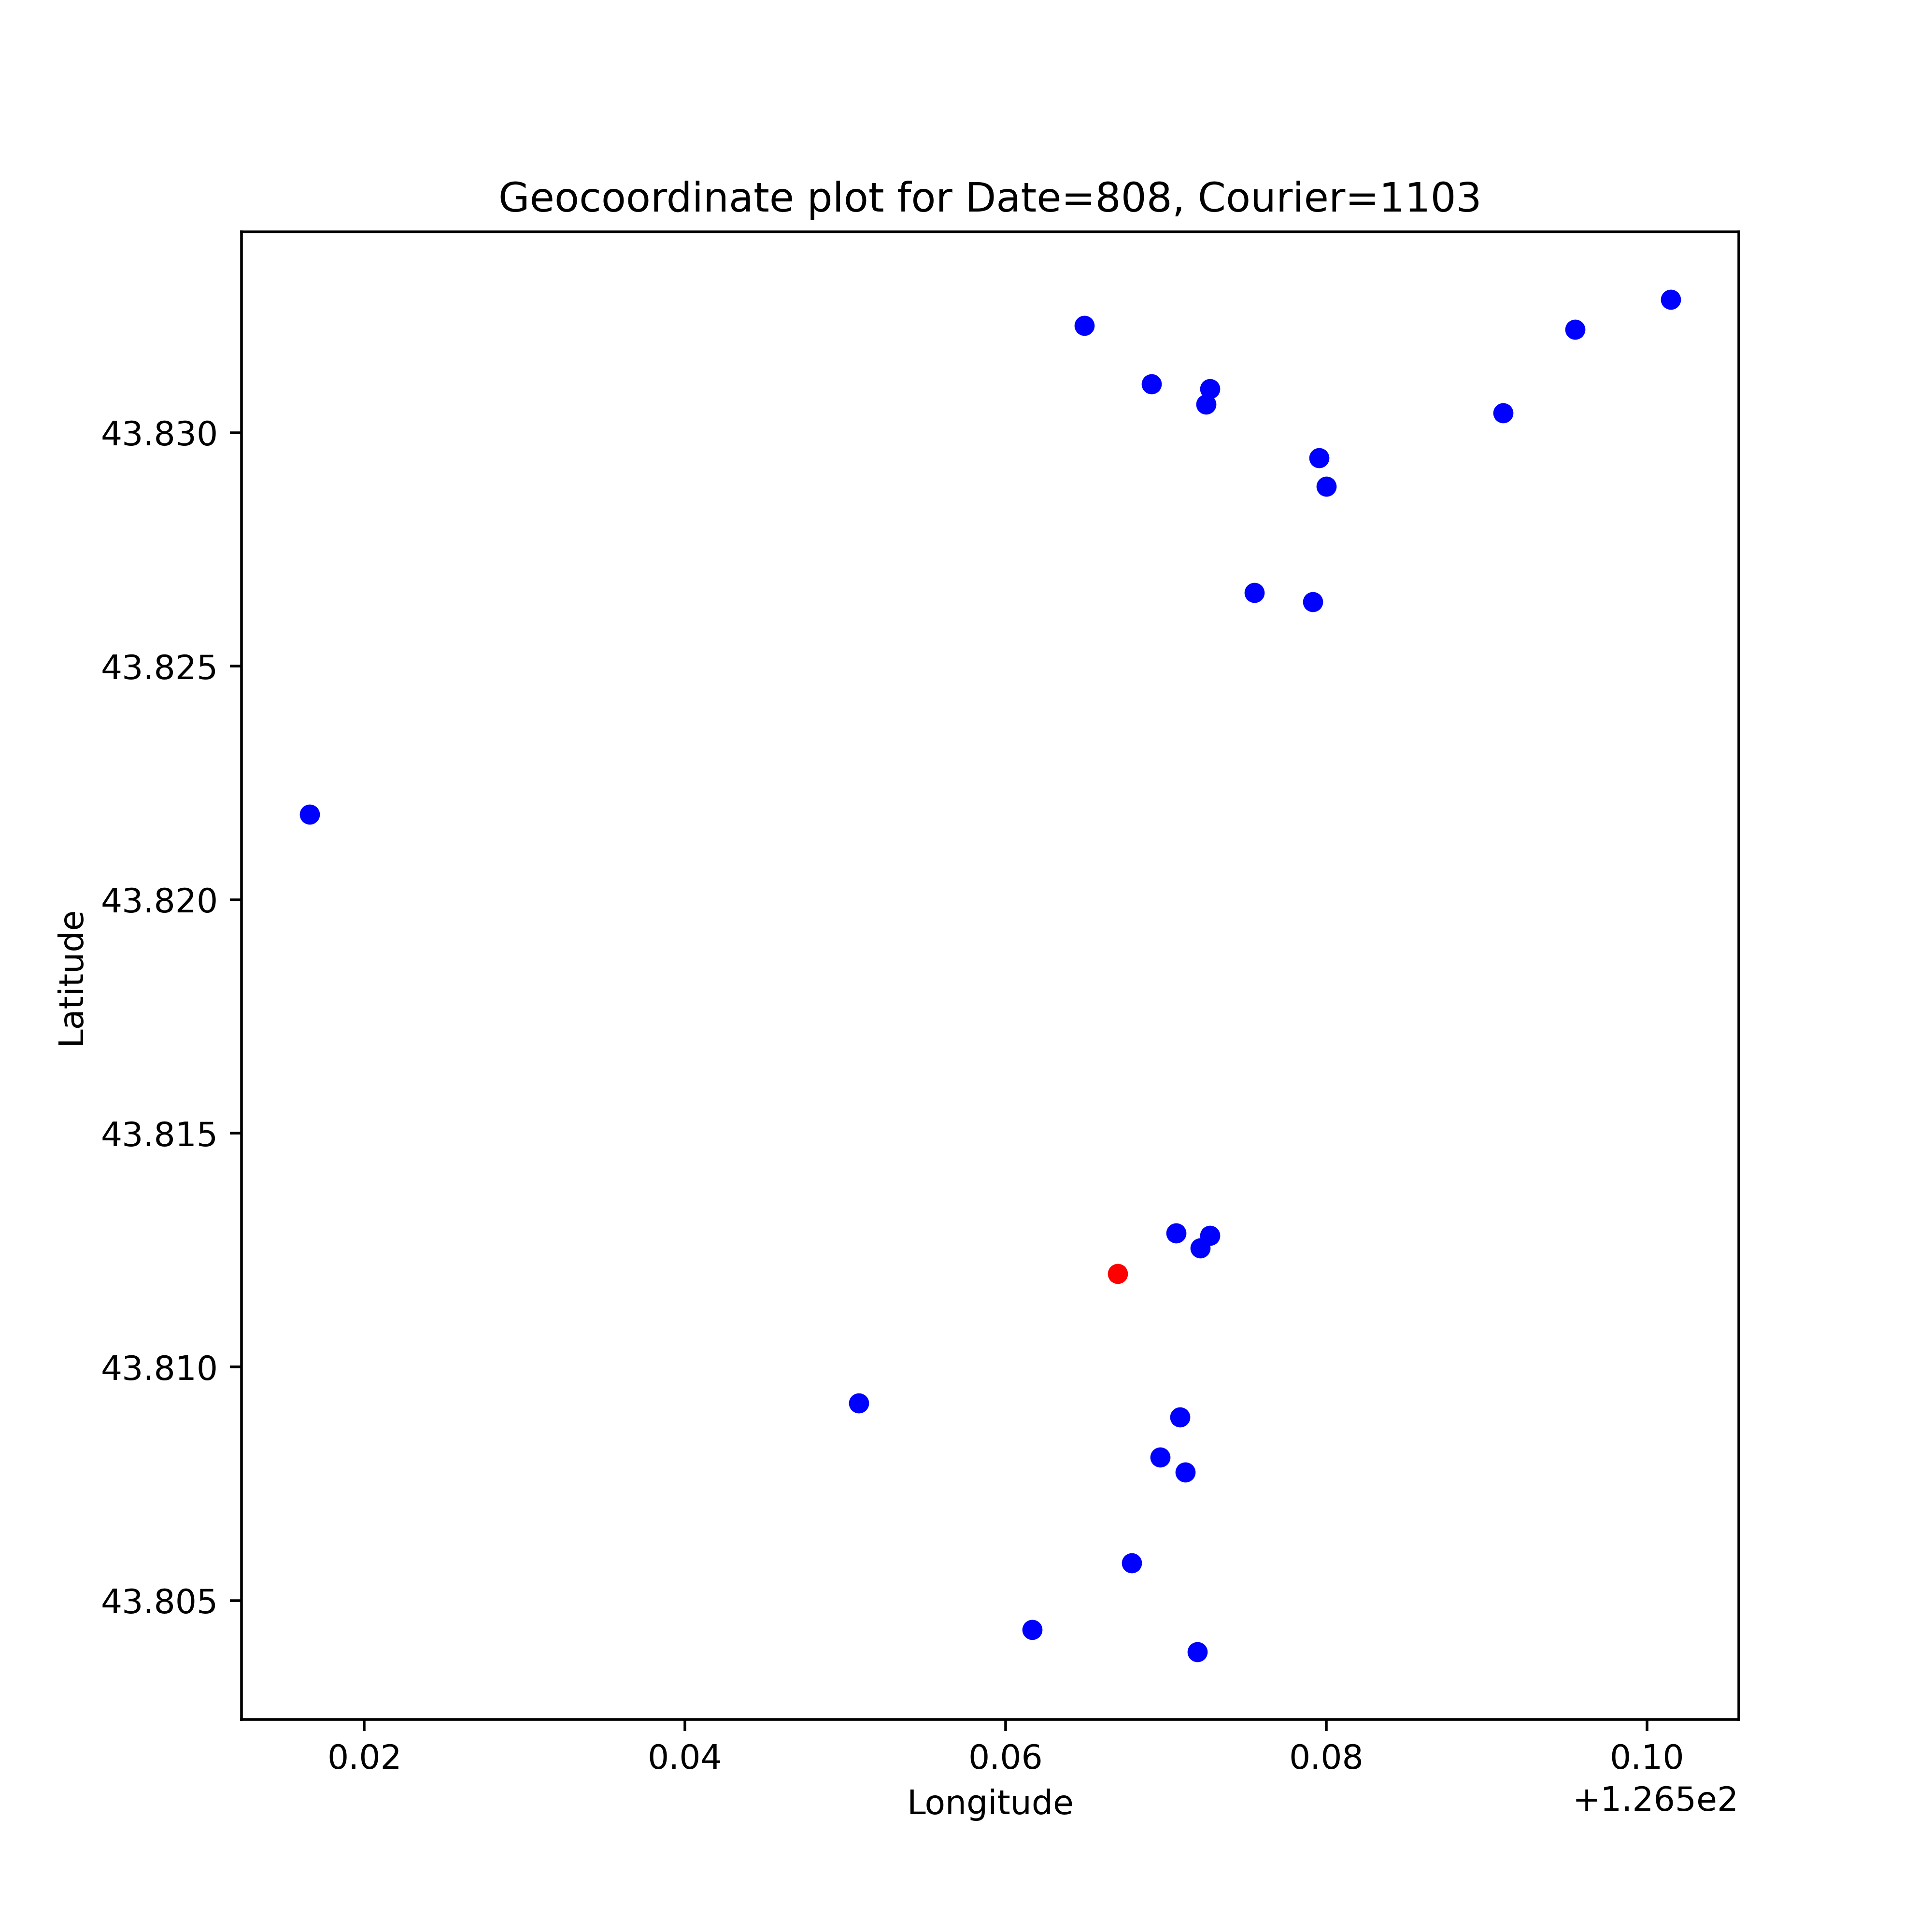 Geocoordinate plot for Date=808, Courier=1103
43.830
43.825
43.820
43.815
43.810
43.805
Latitude
0.02 0.04 0.06 0.08 0.10
Longitude
+1.265e2